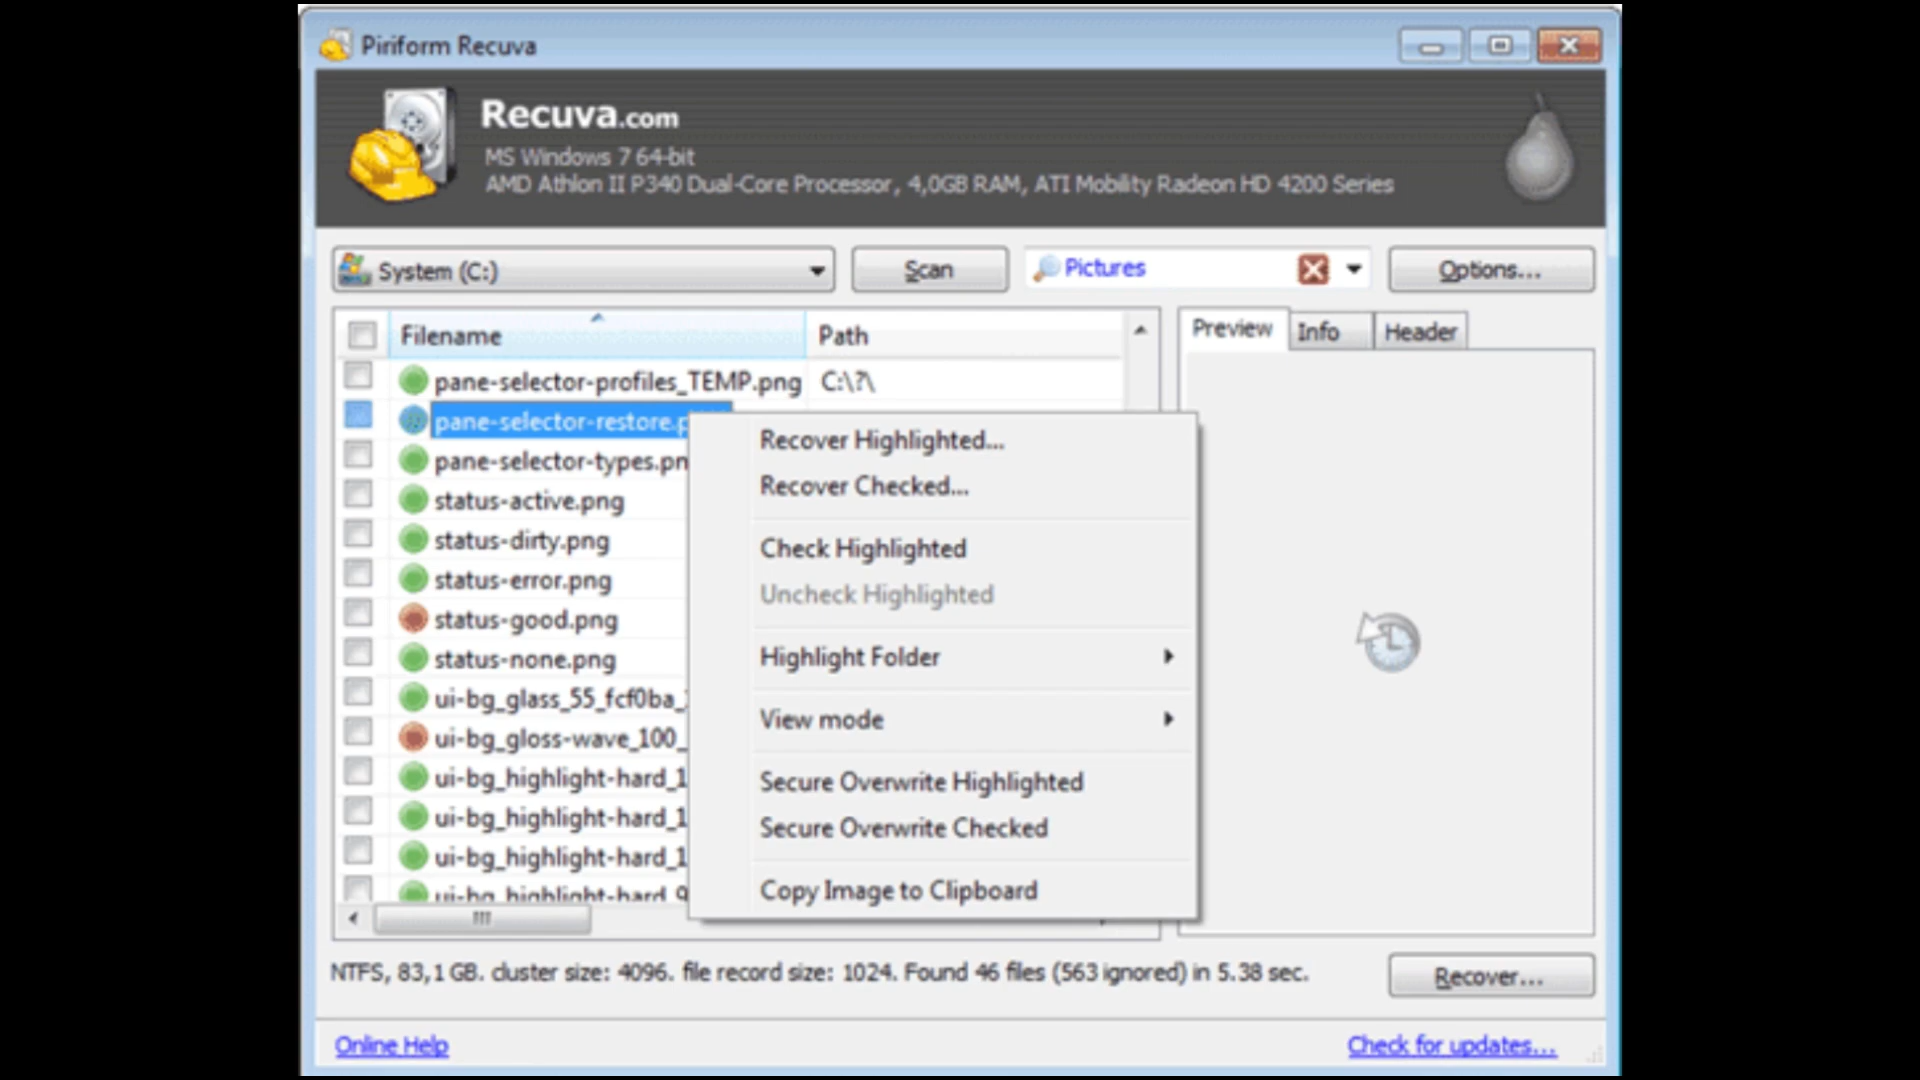 Piriform Recuva
Recuva.com
MS Windows 7 64-bit
AMD Athlon II P340 Dual-Core Processor, 4,0GB RAM, ATI Mobility Radeon HD 4200 Series
System (C:)
Scan
Pictures
Options...
Filename
Path
Preview
Info
Header
pane-selector-profiles_TEMP.png
C:\?\
pane-selector-restore.p
pane-selector-types.pn
status-active.png
status-dirty.png
status-error.png
status-good.png
status-none.png
ui-bg_glass_55_fcf0ba_
ui-bg_gloss-wave_100_
ui-bg_highlight-hard_1
ui-bg_highlight-hard_1
ui-bg_highlight-hard_1
ui-bg_highlight-hard_9
Recover Highlighted...
Recover Checked...
Check Highlighted
Uncheck Highlighted
Highlight Folder
View mode
Secure Overwrite Highlighted
Secure Overwrite Checked
Copy Image to Clipboard
NTFS, 83,1 GB. cluster size: 4096. file record size: 1024. Found 46 files (563 ignored) in 5.38 sec.
Recover...
Online Help
Check for updates...